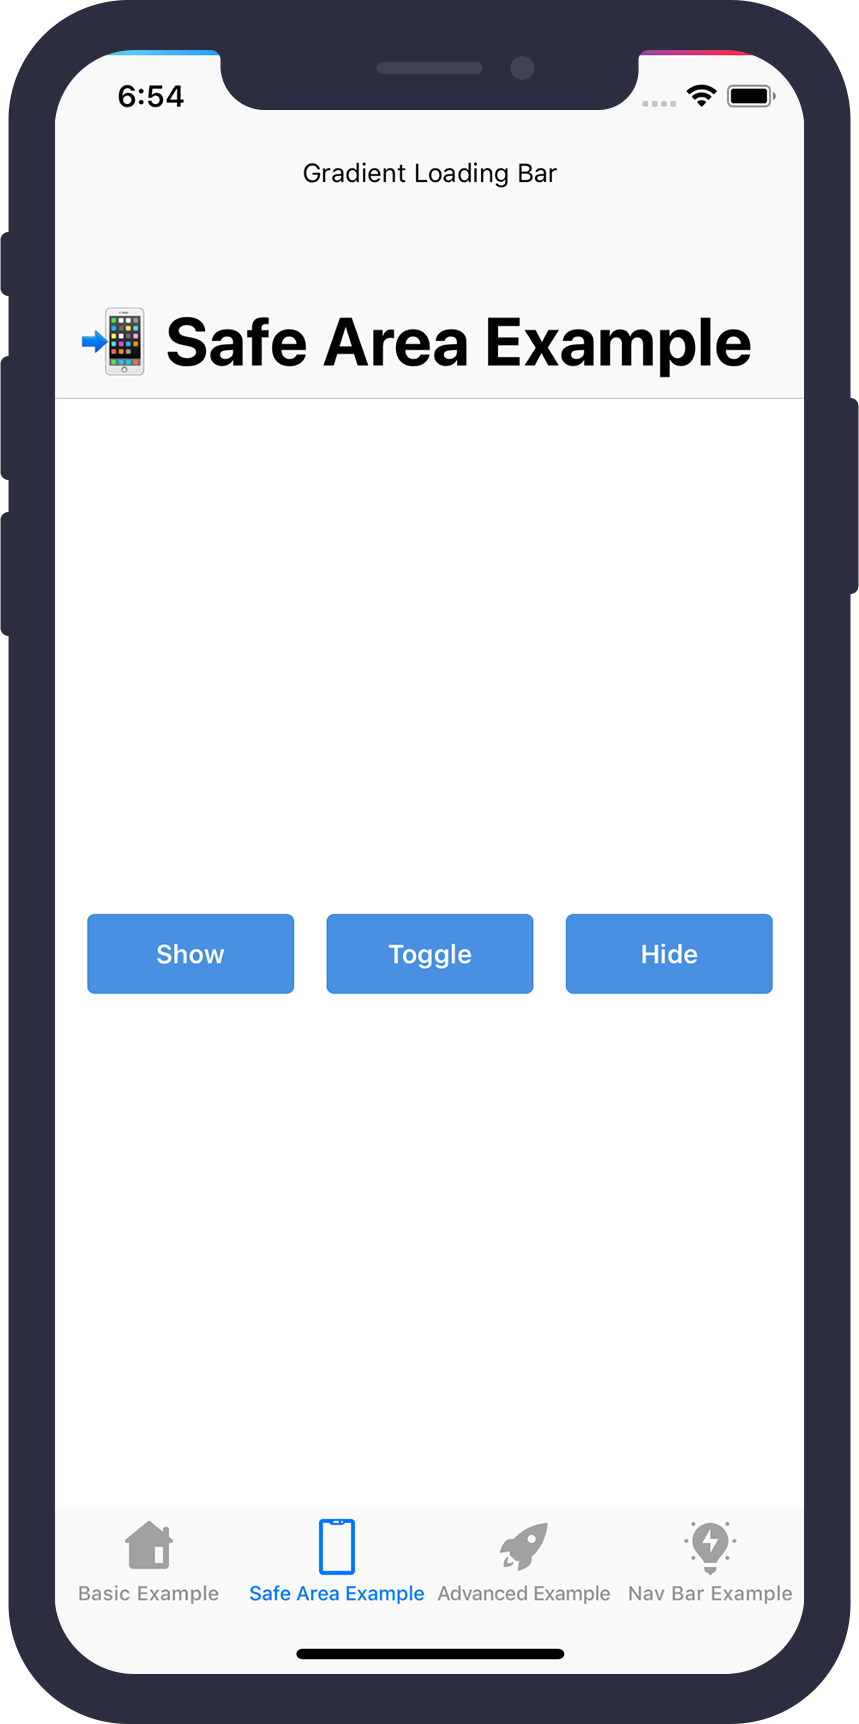 6:54
Gradient Loading Bar
📲 Safe Area Example
Show Toggle Hide
Basic Example Safe Area Example Advanced Example Nav Bar Example